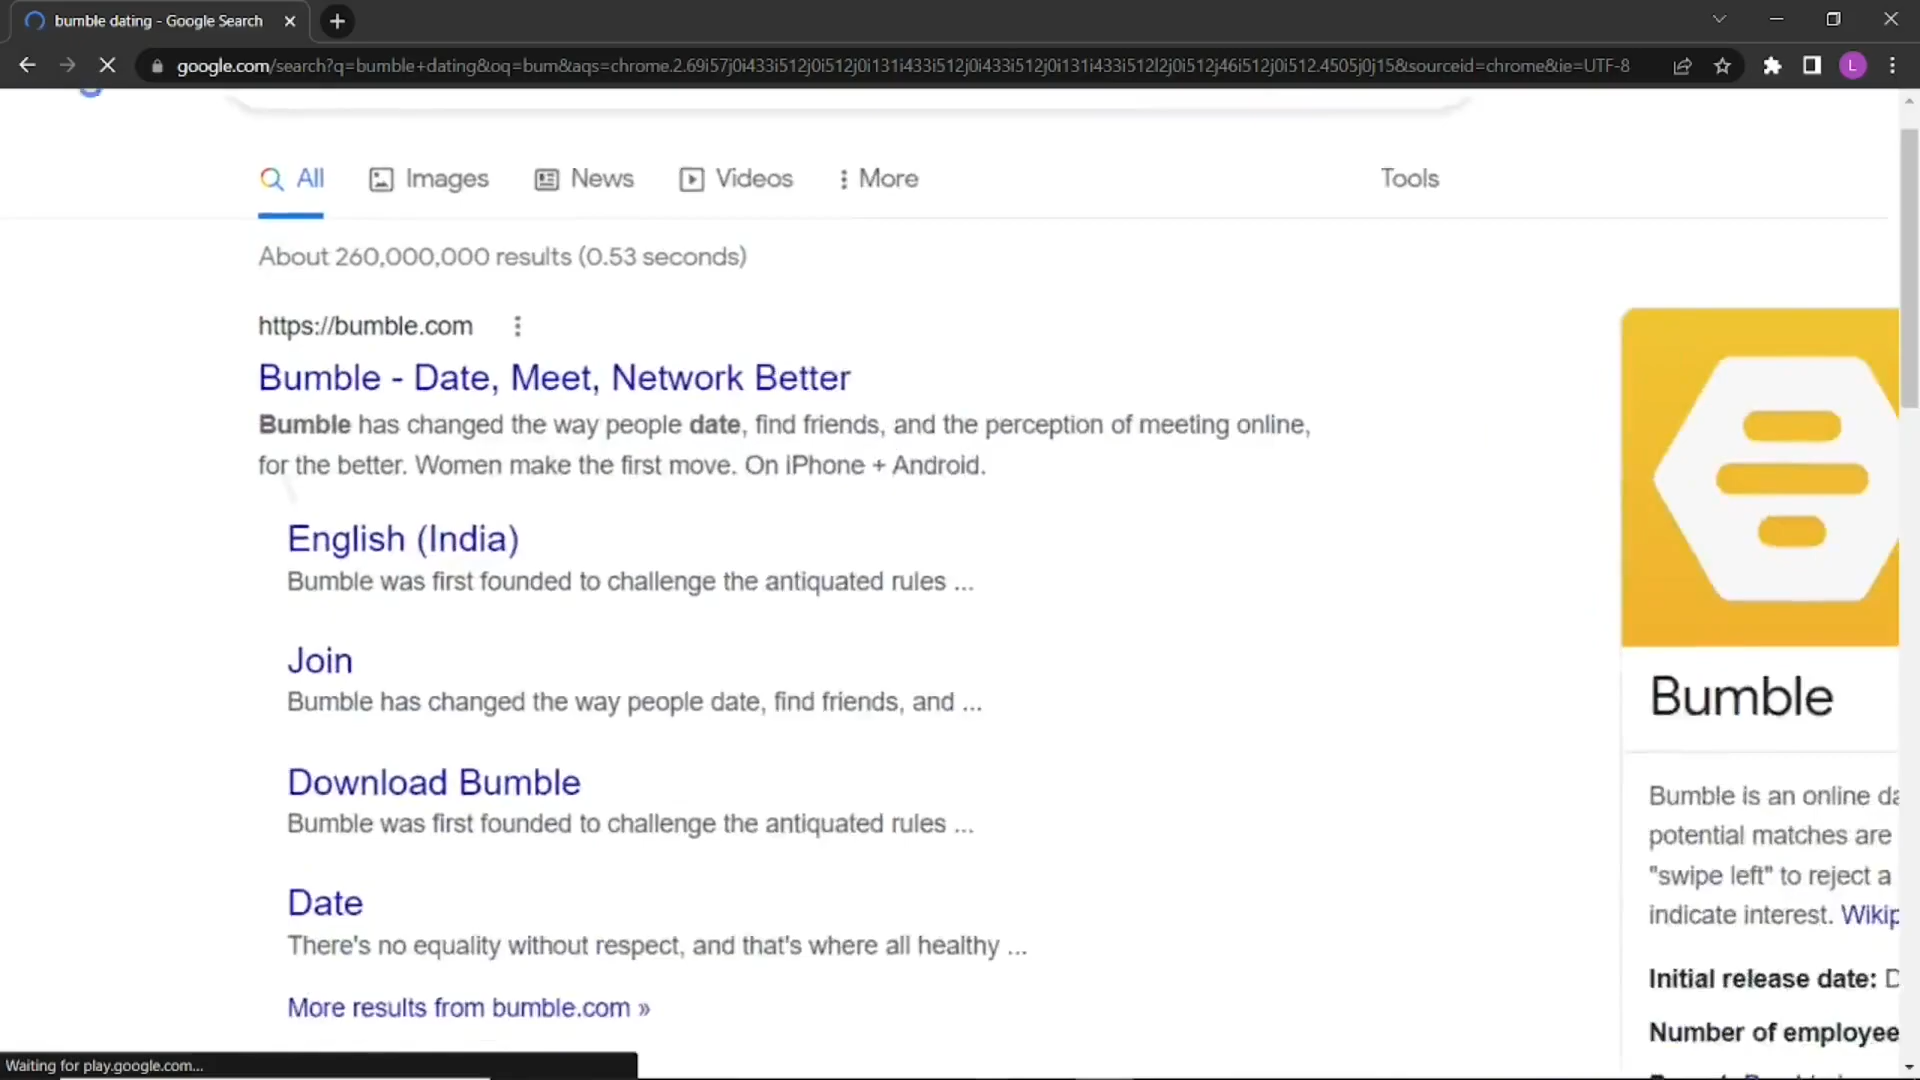 bumble dating - Google Search
google.com/search?q=bumble+dating&oq=bum&aqs=chrome.2.69i57j0i433i512j0i512j0i131i433i512j0i433i512j0i131i433i512l2j0i512j46i512j0i512.4505j0j15&sourceid=chrome&ie=UTF-8
L
All
Images
News
Videos
More
Tools
About 260,000,000 results (0.53 seconds)
https://bumble.com
Bumble - Date, Meet, Network Better
Bumble has changed the way people date, find friends, and the perception of meeting online,
for the better. Women make the first move. On iPhone + Android.
English (India)
Bumble was first founded to challenge the antiquated rules ...
Join
Bumble has changed the way people date, find friends, and ...
Download Bumble
Bumble was first founded to challenge the antiquated rules ...
Date
There's no equality without respect, and that's where all healthy ...
More results from bumble.com »
Bumble
Bumble is an online da
potential matches are
"swipe left" to reject a
indicate interest. Wikip
Initial release date: D
Number of employee
Waiting for play.google.com...